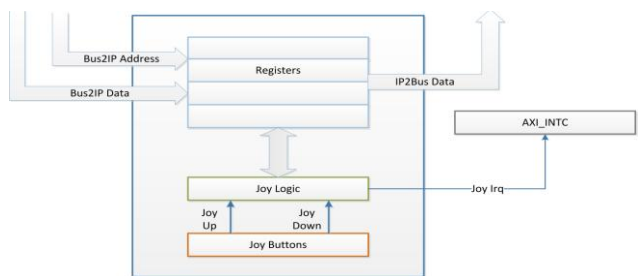 Bus2IP Address
Registers
Bus2IP Data
IP2Bus Data
AXI_INTC
Joy Logic
Joy Irq
Joy
Up
Joy
Down
Joy Buttons